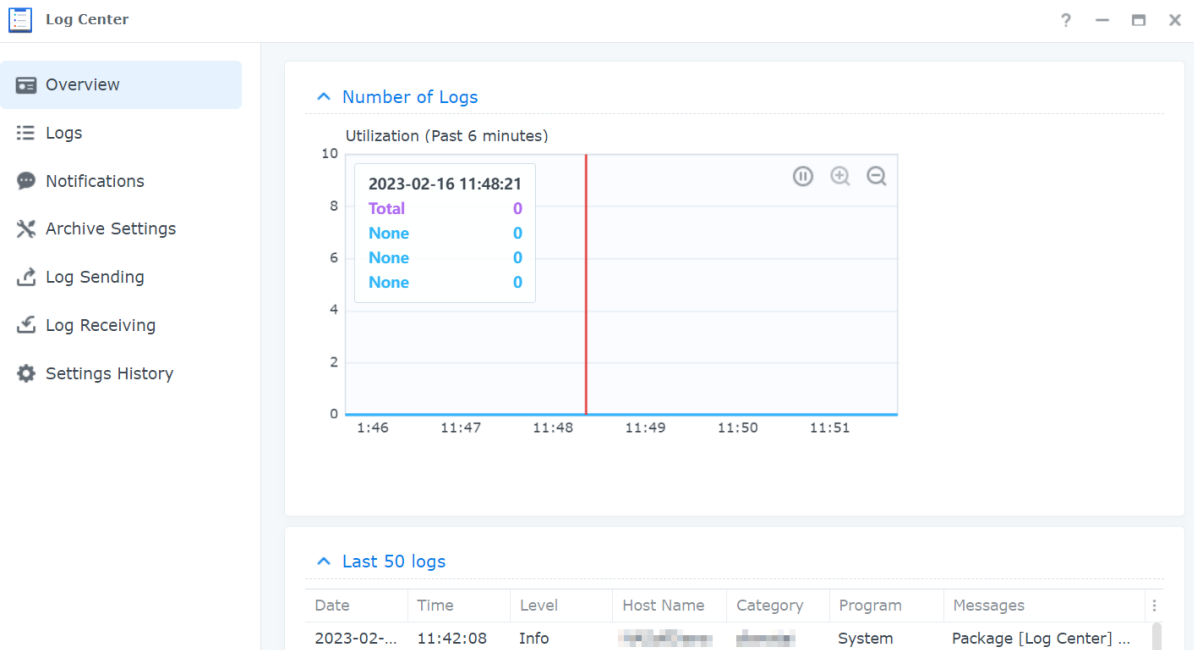 Log Center
?
Overview
Logs
Notifications
Archive Settings
Log Sending
Log Receiving
Settings History
Number of Logs
Utilization (Past 6 minutes)
10
8
6
4
2
0
2023-02-16 11:48:21
Total 0
None 0
None 0
None 0
1:46 11:47 11:48 11:49 11:50 11:51
Last 50 logs
Date Time Level Host Name Category Program Messages
2023-02-... 11:42:08 Info System Package [Log Center] ...